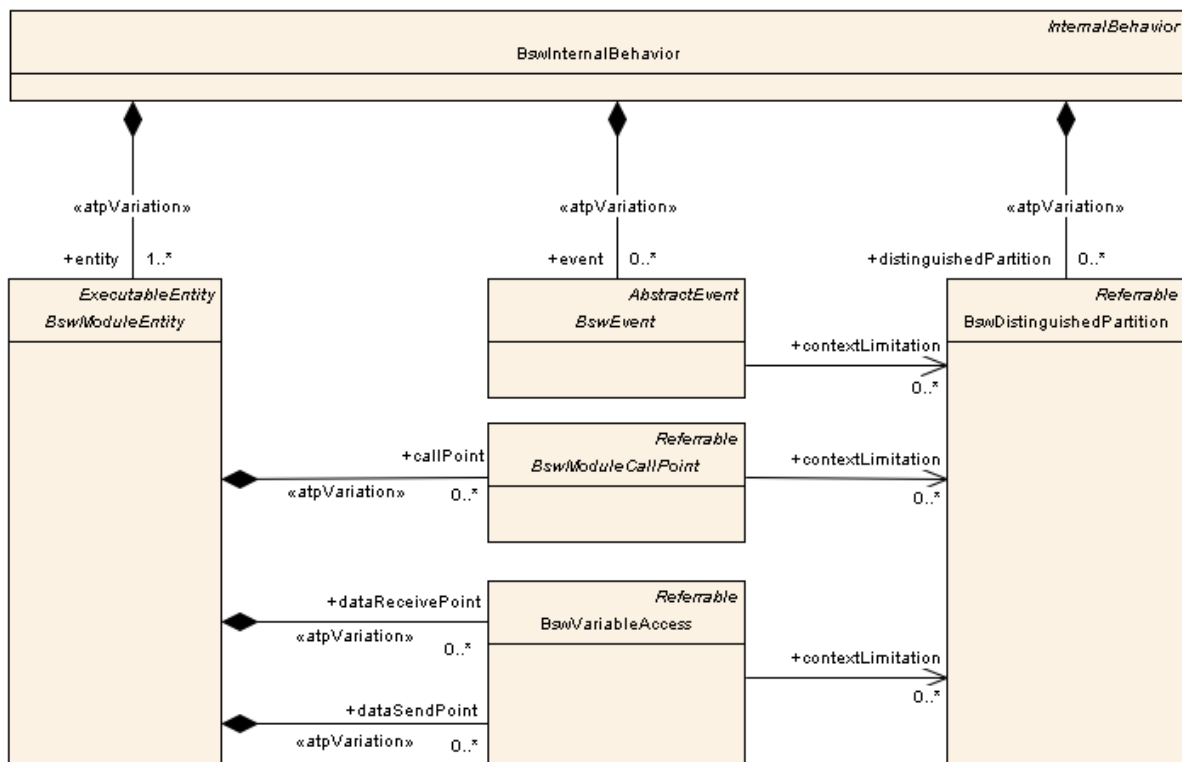 InternalBehavior
BswInternalBehavior
«atpVariation»
«atpVariation»
«atpVariation»
+entity 1..*
+event 0..*
+distinguishedPartition 0..*
ExecutableEntity
BswModuleEntity
AbstractEvent
BswEvent
Referrable
BswDistinguishedPartition
+contextLimitation
0..*
+callPoint
«atpVariation» 0..*
Referrable
BswModuleCallPoint
+contextLimitation
0..*
+dataReceivePoint
«atpVariation» 0..*
Referrable
BswVariableAccess
+contextLimitation
0..*
+dataSendPoint
«atpVariation» 0..*